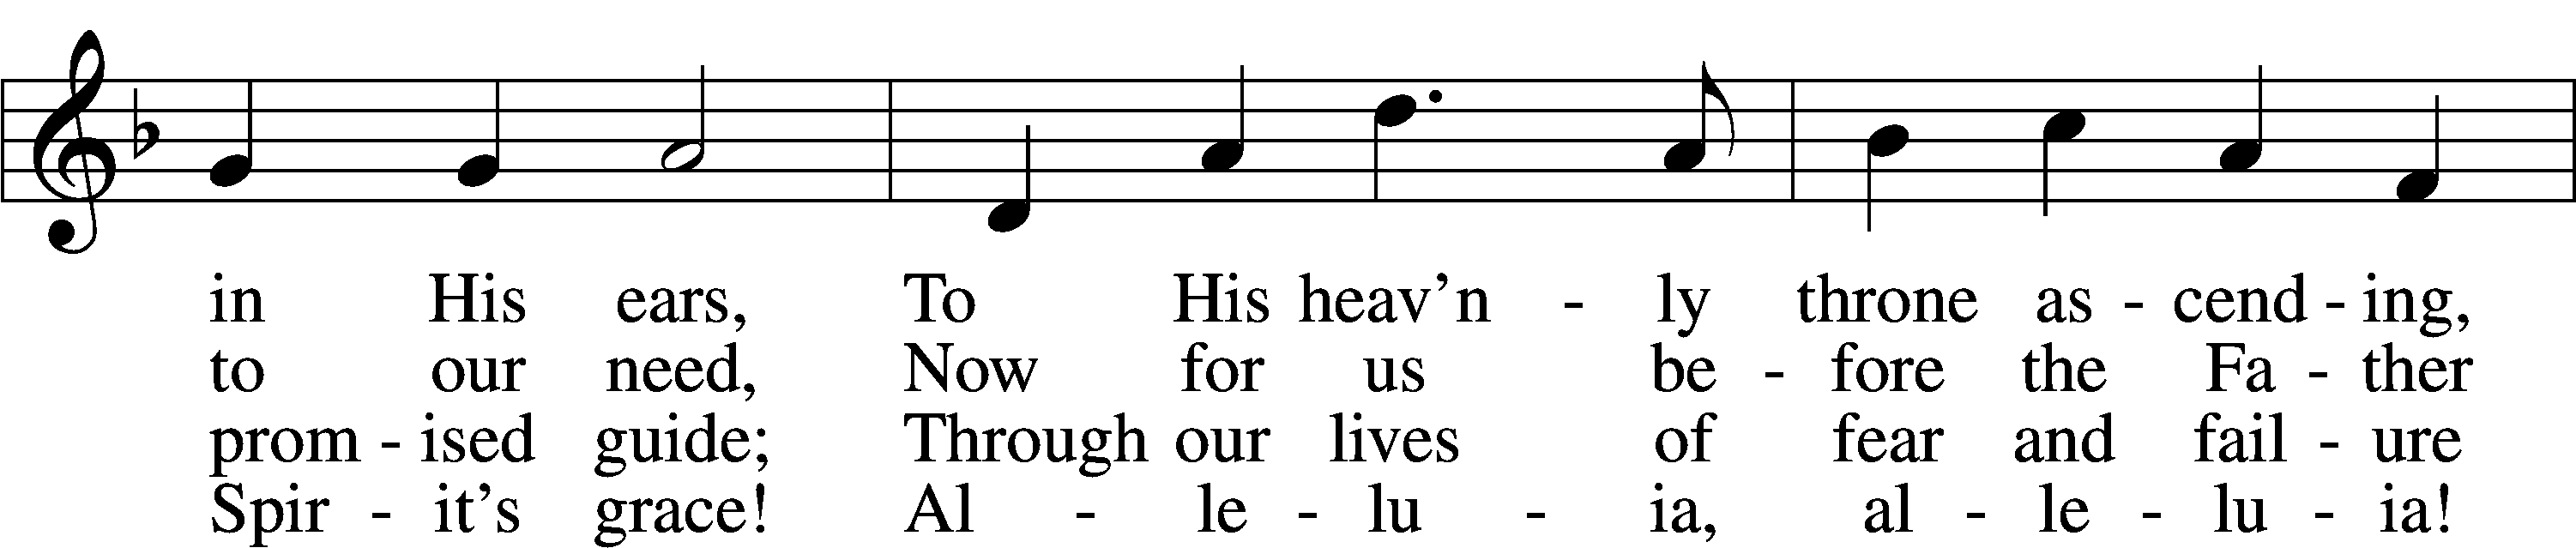 in His ears, To His heav’n - ly throne as - cend - ing,
to our need, Now for us be - fore the Fa - ther
prom - ised guide; Through our lives of fear and fail - ure
Spir - it’s grace! Al - le - lu - ia, al - le - lu - ia!